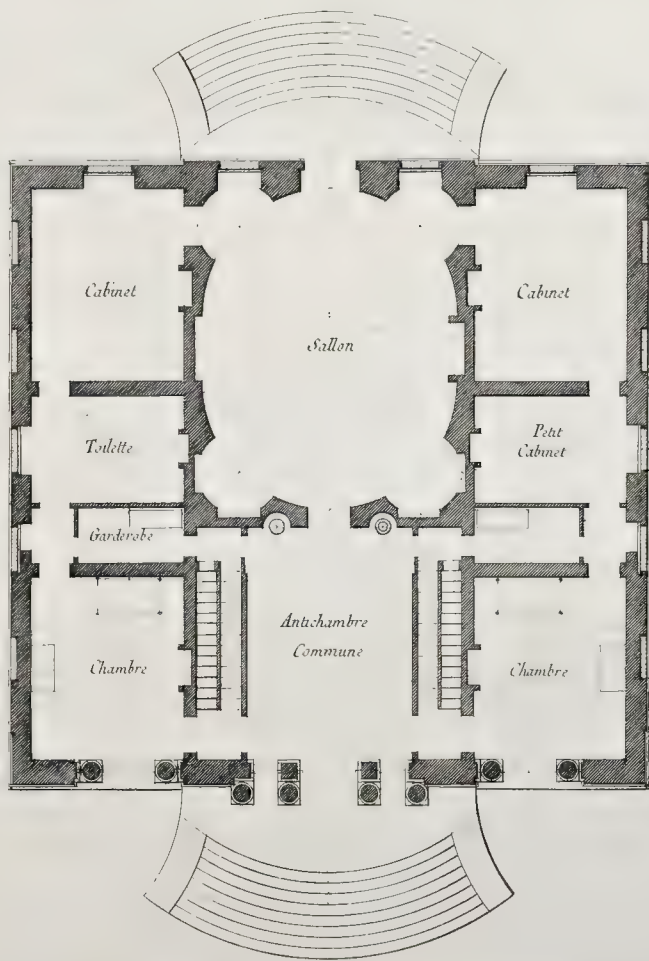 Cabinet
Sallon
Cabinet
Toilette
Petit
Cabinet
Garderobe
Antichambre
Commune
Chambre
Chambre